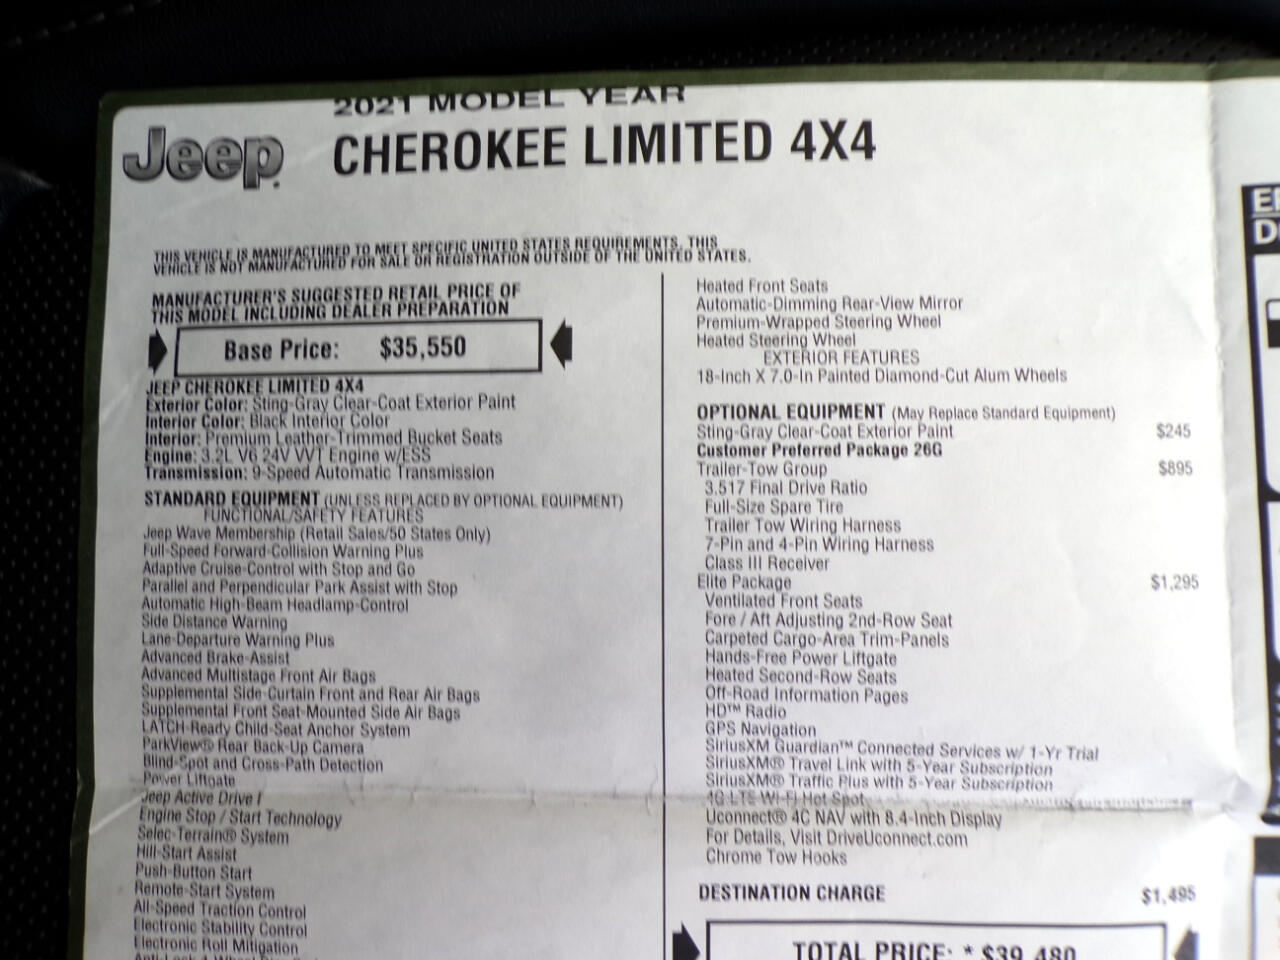 2021 MODEL YEAR
Jeep
CHEROKEE LIMITED 4X4
THIS VEHICLE IS MANUFACTURED TO MEET SPECIFIC UNITED STATES REQUIREMENTS. THIS
VEHICLE IS NOT MANUFACTURED FOR SALE OR REGISTRATION OUTSIDE OF THE UNITED STATES.
MANUFACTURER'S SUGGESTED RETAIL PRICE OF
THIS MODEL INCLUDING DEALER PREPARATION
Base Price: $35,550
JEEP CHEROKEE LIMITED 4X4
Exterior Color: Sting-Gray Clear-Coat Exterior Paint
Interior Color: Black Interior Color
Interior: Premium Leather-Trimmed Bucket Seats
Engine: 3.2L V6 24V VVT Engine w/ESS
Transmission: 9-Speed Automatic Transmission
STANDARD EQUIPMENT (UNLESS REPLACED BY OPTIONAL EQUIPMENT)
FUNCTIONAL/SAFETY FEATURES
Jeep Wave Membership (Retail Sales/50 States Only)
Full-Speed Forward-Collision Warning Plus
Adaptive Cruise-Control with Stop and Go
Parallel and Perpendicular Park Assist with Stop
Automatic High-Beam Headlamp-Control
Side Distance Warning
Lane-Departure Warning Plus
Advanced Brake-Assist
Advanced Multistage Front Air Bags
Supplemental Side-Curtain Front and Rear Air Bags
Supplemental Front Seat-Mounted Side Air Bags
LATCH-Ready Child-Seat Anchor System
ParkView® Rear Back-Up Camera
Blind-Spot and Cross-Path Detection
Power Liftgate
Jeep Active Drive I
Engine Stop / Start Technology
Selec-Terrain® System
Hill-Start Assist
Push-Button Start
Remote-Start System
All-Speed Traction Control
Electronic Stability Control
Electronic Roll Mitigation
Heated Front Seats
Automatic-Dimming Rear-View Mirror
Premium-Wrapped Steering Wheel
Heated Steering Wheel
EXTERIOR FEATURES
18-Inch X 7.0-In Painted Diamond-Cut Alum Wheels
OPTIONAL EQUIPMENT (May Replace Standard Equipment)
Sting-Gray Clear-Coat Exterior Paint $245
Customer Preferred Package 26G
Trailer-Tow Group $895
3.517 Final Drive Ratio
Full-Size Spare Tire
Trailer Tow Wiring Harness
7-Pin and 4-Pin Wiring Harness
Class III Receiver
Elite Package $1,295
Ventilated Front Seats
Fore / Aft Adjusting 2nd-Row Seat
Carpeted Cargo-Area Trim-Panels
Hands-Free Power Liftgate
Heated Second-Row Seats
Off-Road Information Pages
HD™ Radio
GPS Navigation
SiriusXM Guardian™ Connected Services w/ 1-Yr Trial
SiriusXM® Travel Link with 5-Year Subscription
SiriusXM® Traffic Plus with 5-Year Subscription
4G LTE Wi-Fi Hot Spot
Uconnect® 4C NAV with 8.4-Inch Display
For Details, Visit DriveUconnect.com
Chrome Tow Hooks
DESTINATION CHARGE $1,495
TOTAL PRICE: * $39,480